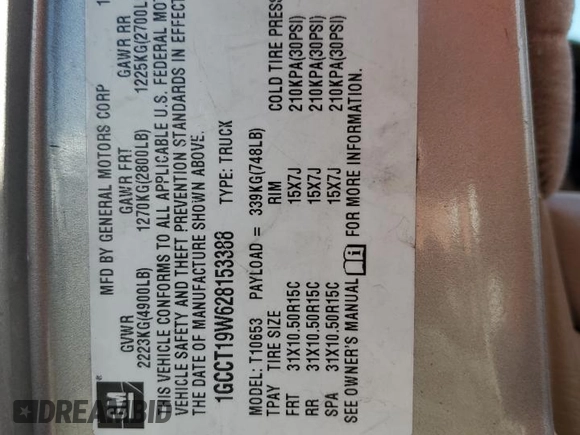 MFD BY GENERAL MOTORS CORP
GVWR GAWR FRT GAWR RR
2223KG(4900LB) 1270KG(2800LB) 1225KG(2700L
THIS VEHICLE CONFORMS TO ALL APPLICABLE U.S. FEDERAL MOT
VEHICLE SAFETY AND THEFT PREVENTION STANDARDS IN EFFECT
THE DATE OF MANUFACTURE SHOWN ABOVE.
1GCCT19W628153388 TYPE: TRUCK
MODEL: T10653 PAYLOAD = 339KG(748LB)
TPAY TIRE SIZE RIM COLD TIRE PRESS
FRT 31X10.50R15C 15X7J 210KPA(30PSI)
RR 31X10.50R15C 15X7J 210KPA(30PSI)
SPA 31X10.50R15C 15X7J 210KPA(30PSI)
SEE OWNER'S MANUAL FOR MORE INFORMATION.
GM
DREAMBID